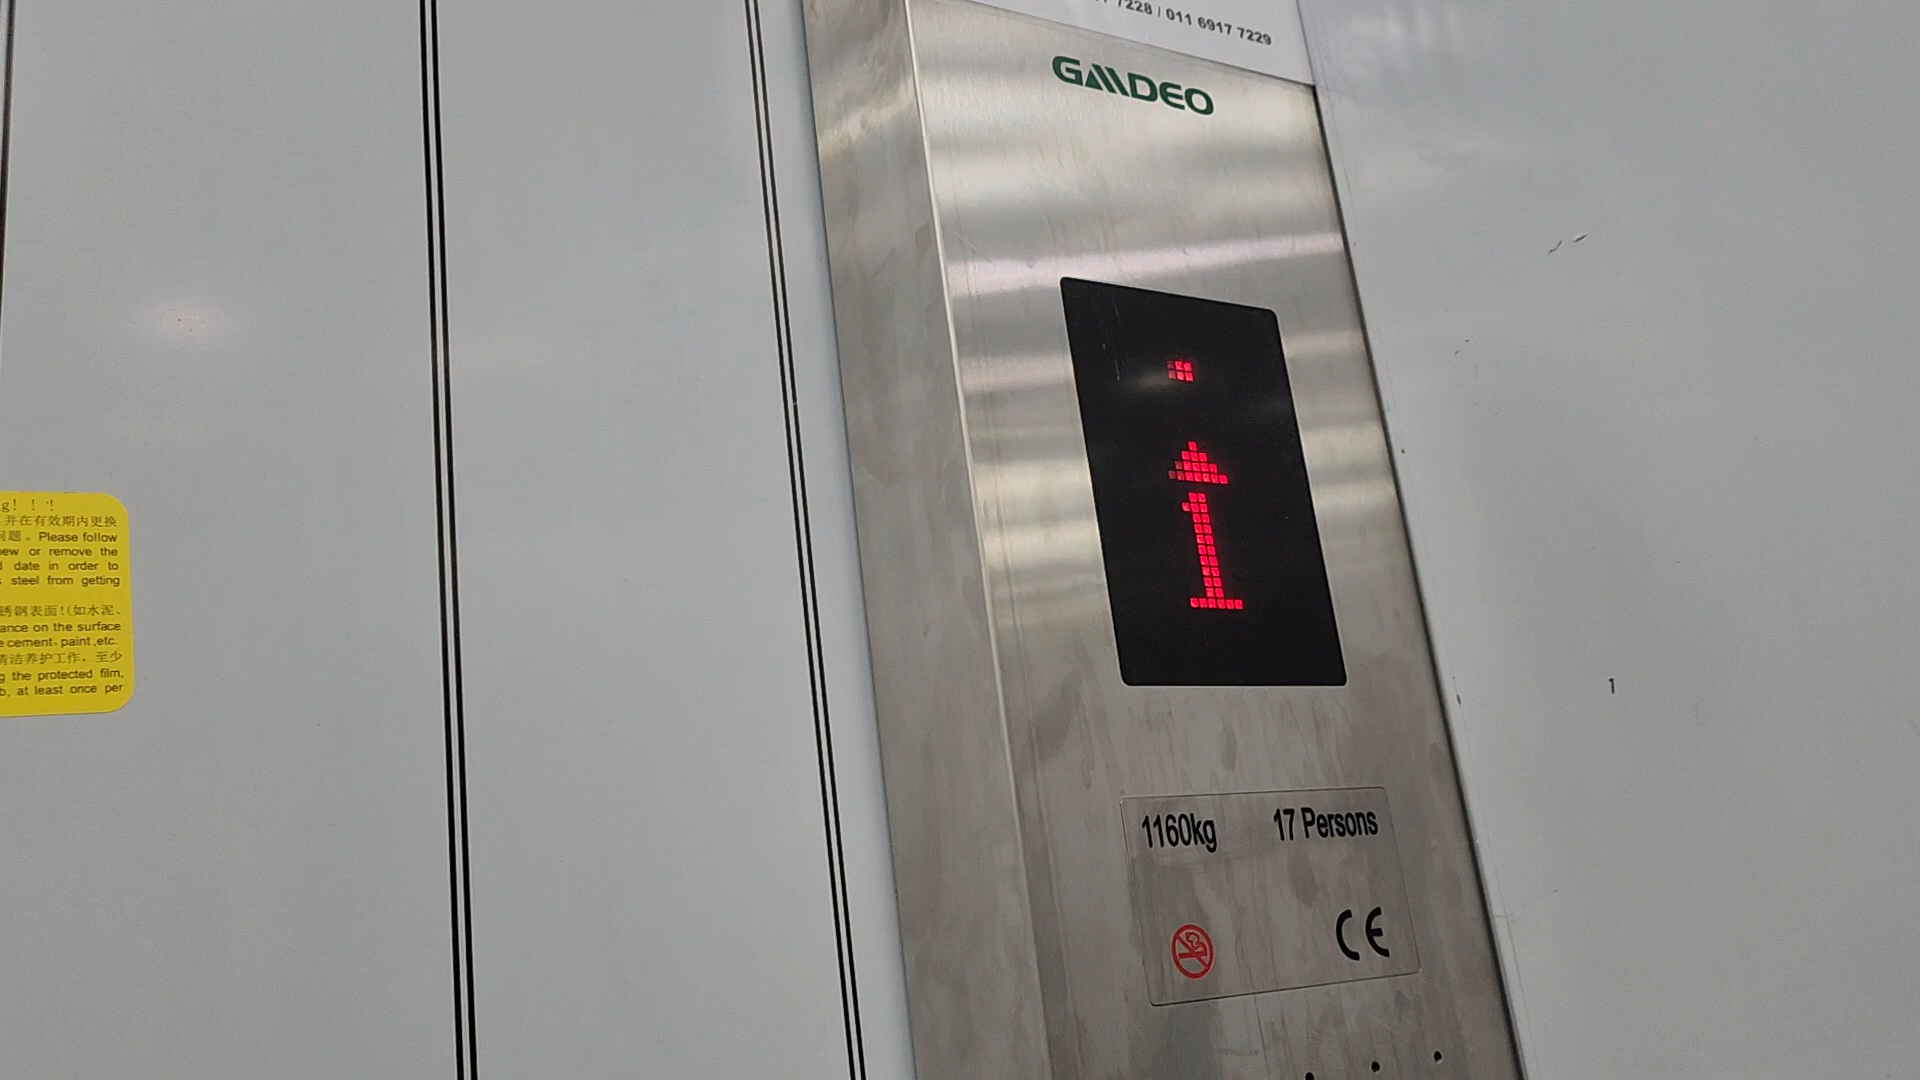 7228 / 011 6917 7229
GMDEO
1
1160kg 17 Persons
CE
g！！！
并在有效期内更换
问题。Please follow
new or remove the
date in order to
steel from getting
锈钢表面!(如水泥、
ance on the surface
cement、paint,etc.
清洁养护工作，至少
the protected film,
b, at least once per